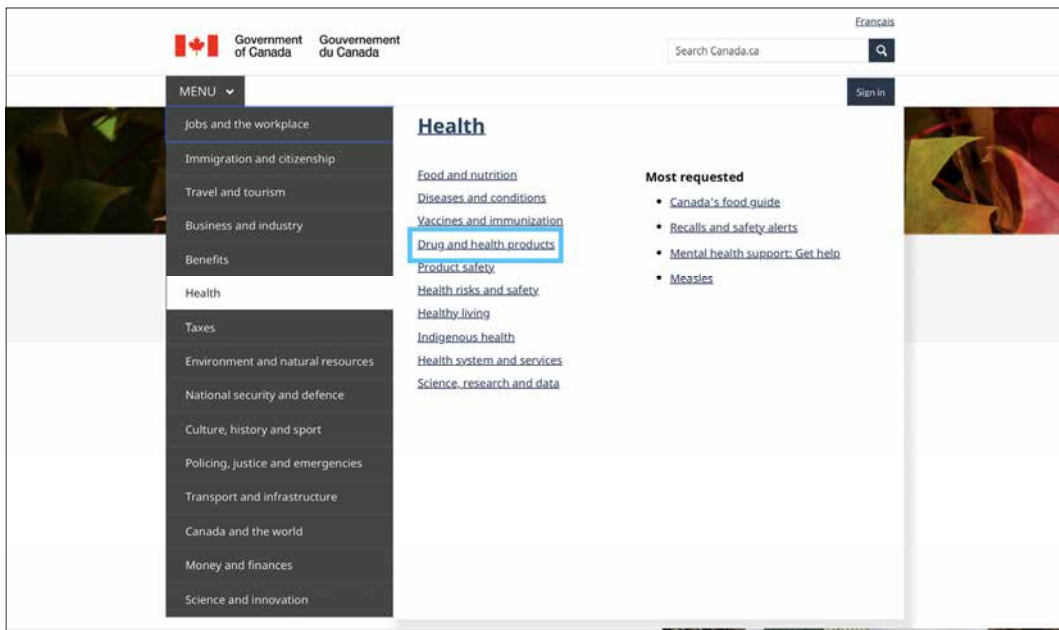 Français
Government of Canada
Gouvernement du Canada
Search Canada.ca
MENU
Sign in
Jobs and the workplace
Immigration and citizenship
Travel and tourism
Business and industry
Benefits
Health
Taxes
Environment and natural resources
National security and defence
Culture, history and sport
Policing, justice and emergencies
Transport and infrastructure
Canada and the world
Money and finances
Science and innovation
Health
Food and nutrition
Diseases and conditions
Vaccines and immunization
Drug and health products
Product safety
Health risks and safety
Healthy living
Indigenous health
Health system and services
Science, research and data
Most requested
• Canada's food guide
• Recalls and safety alerts
• Mental health support: Get help
• Measles